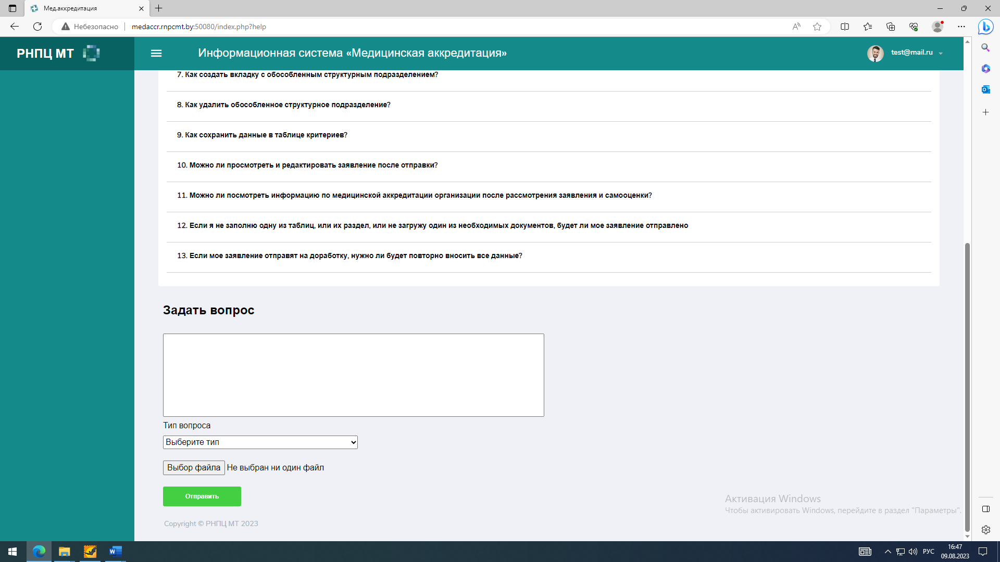 Мед.аккредитация
Небезопасно
medaccr.rnpcmt.by:50080/index.php?help
РНПЦ МТ
Информационная система «Медицинская аккредитация»
test@mail.ru
7. Как создать вкладку с обособленным структурным подразделением?
8. Как удалить обособленное структурное подразделение?
9. Как сохранить данные в таблице критериев?
10. Можно ли просмотреть и редактировать заявление после отправки?
11. Можно ли посмотреть информацию по медицинской аккредитации организации после рассмотрения заявления и самооценки?
12. Если я не заполню одну из таблиц, или их раздел, или не загружу один из необходимых документов, будет ли мое заявление отправлено
13. Если мое заявление отправят на доработку, нужно ли будет повторно вносить все данные?
Задать вопрос
Тип вопроса
Выберите тип
Выбор файла Не выбран ни один файл
Отправить
Активация Windows
Чтобы активировать Windows, перейдите в раздел "Параметры".
Copyright © РНПЦ МТ 2023
РУС
16:47
09.08.2023